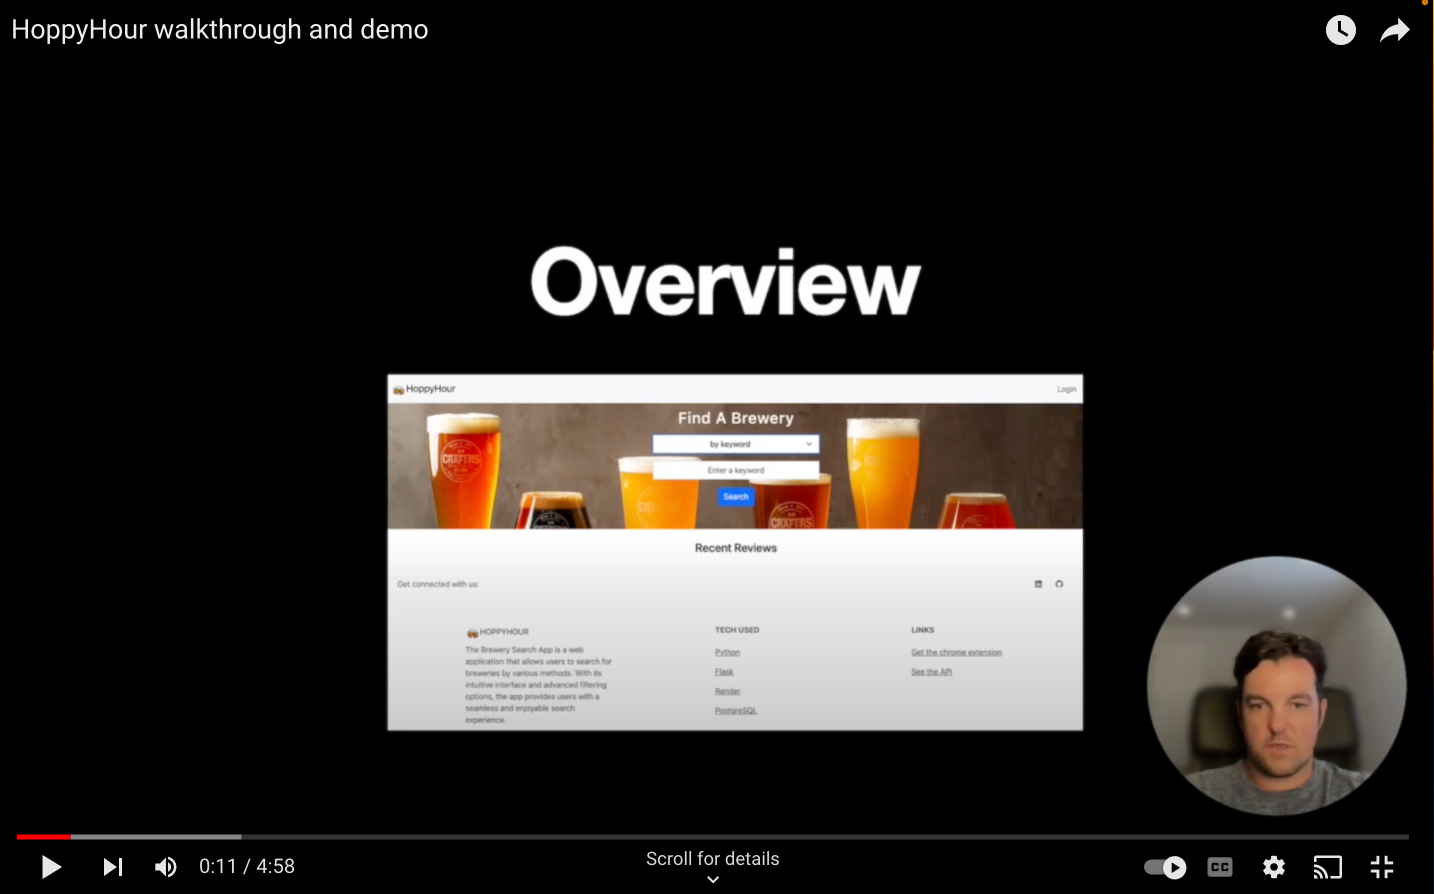 HoppyHour walkthrough and demo
Overview
HoppyHour
Login
Find A Brewery
by keyword
CRAFTRS
Enter a keyword
Search
CRAFTRS
Recent Reviews
Get connected with us:
HOPPYHOUR
The Brewery Search App is a web
application that allows users to search for
breweries by various methods. With its
intuitive interface and advanced filtering
options, the app provides users with a
seamless and enjoyable search
experience.
TECH USED
Python
Flask
Render
PostgreSQL
LINKS
Get the chrome extension
See the API
0:11 / 4:58
Scroll for details
CC